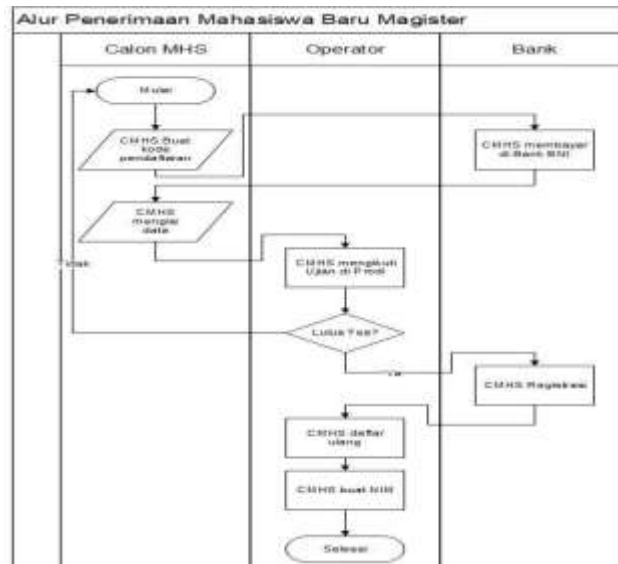 Alur Penerimaan Mahasiswa Baru Magister
Calon MHS
Operator
Bank
Mulai
CMHS Buat
kode
pendaftaran
CMHS membayar
di Bank BNI
CMHS
mengisi
data
CMHS mengikuti
Ujian di Prodi
Tidak
Lulus Tes?
Ya
CMHS Registrasi
CMHS daftar
ulang
CMHS buat NIM
Selesai